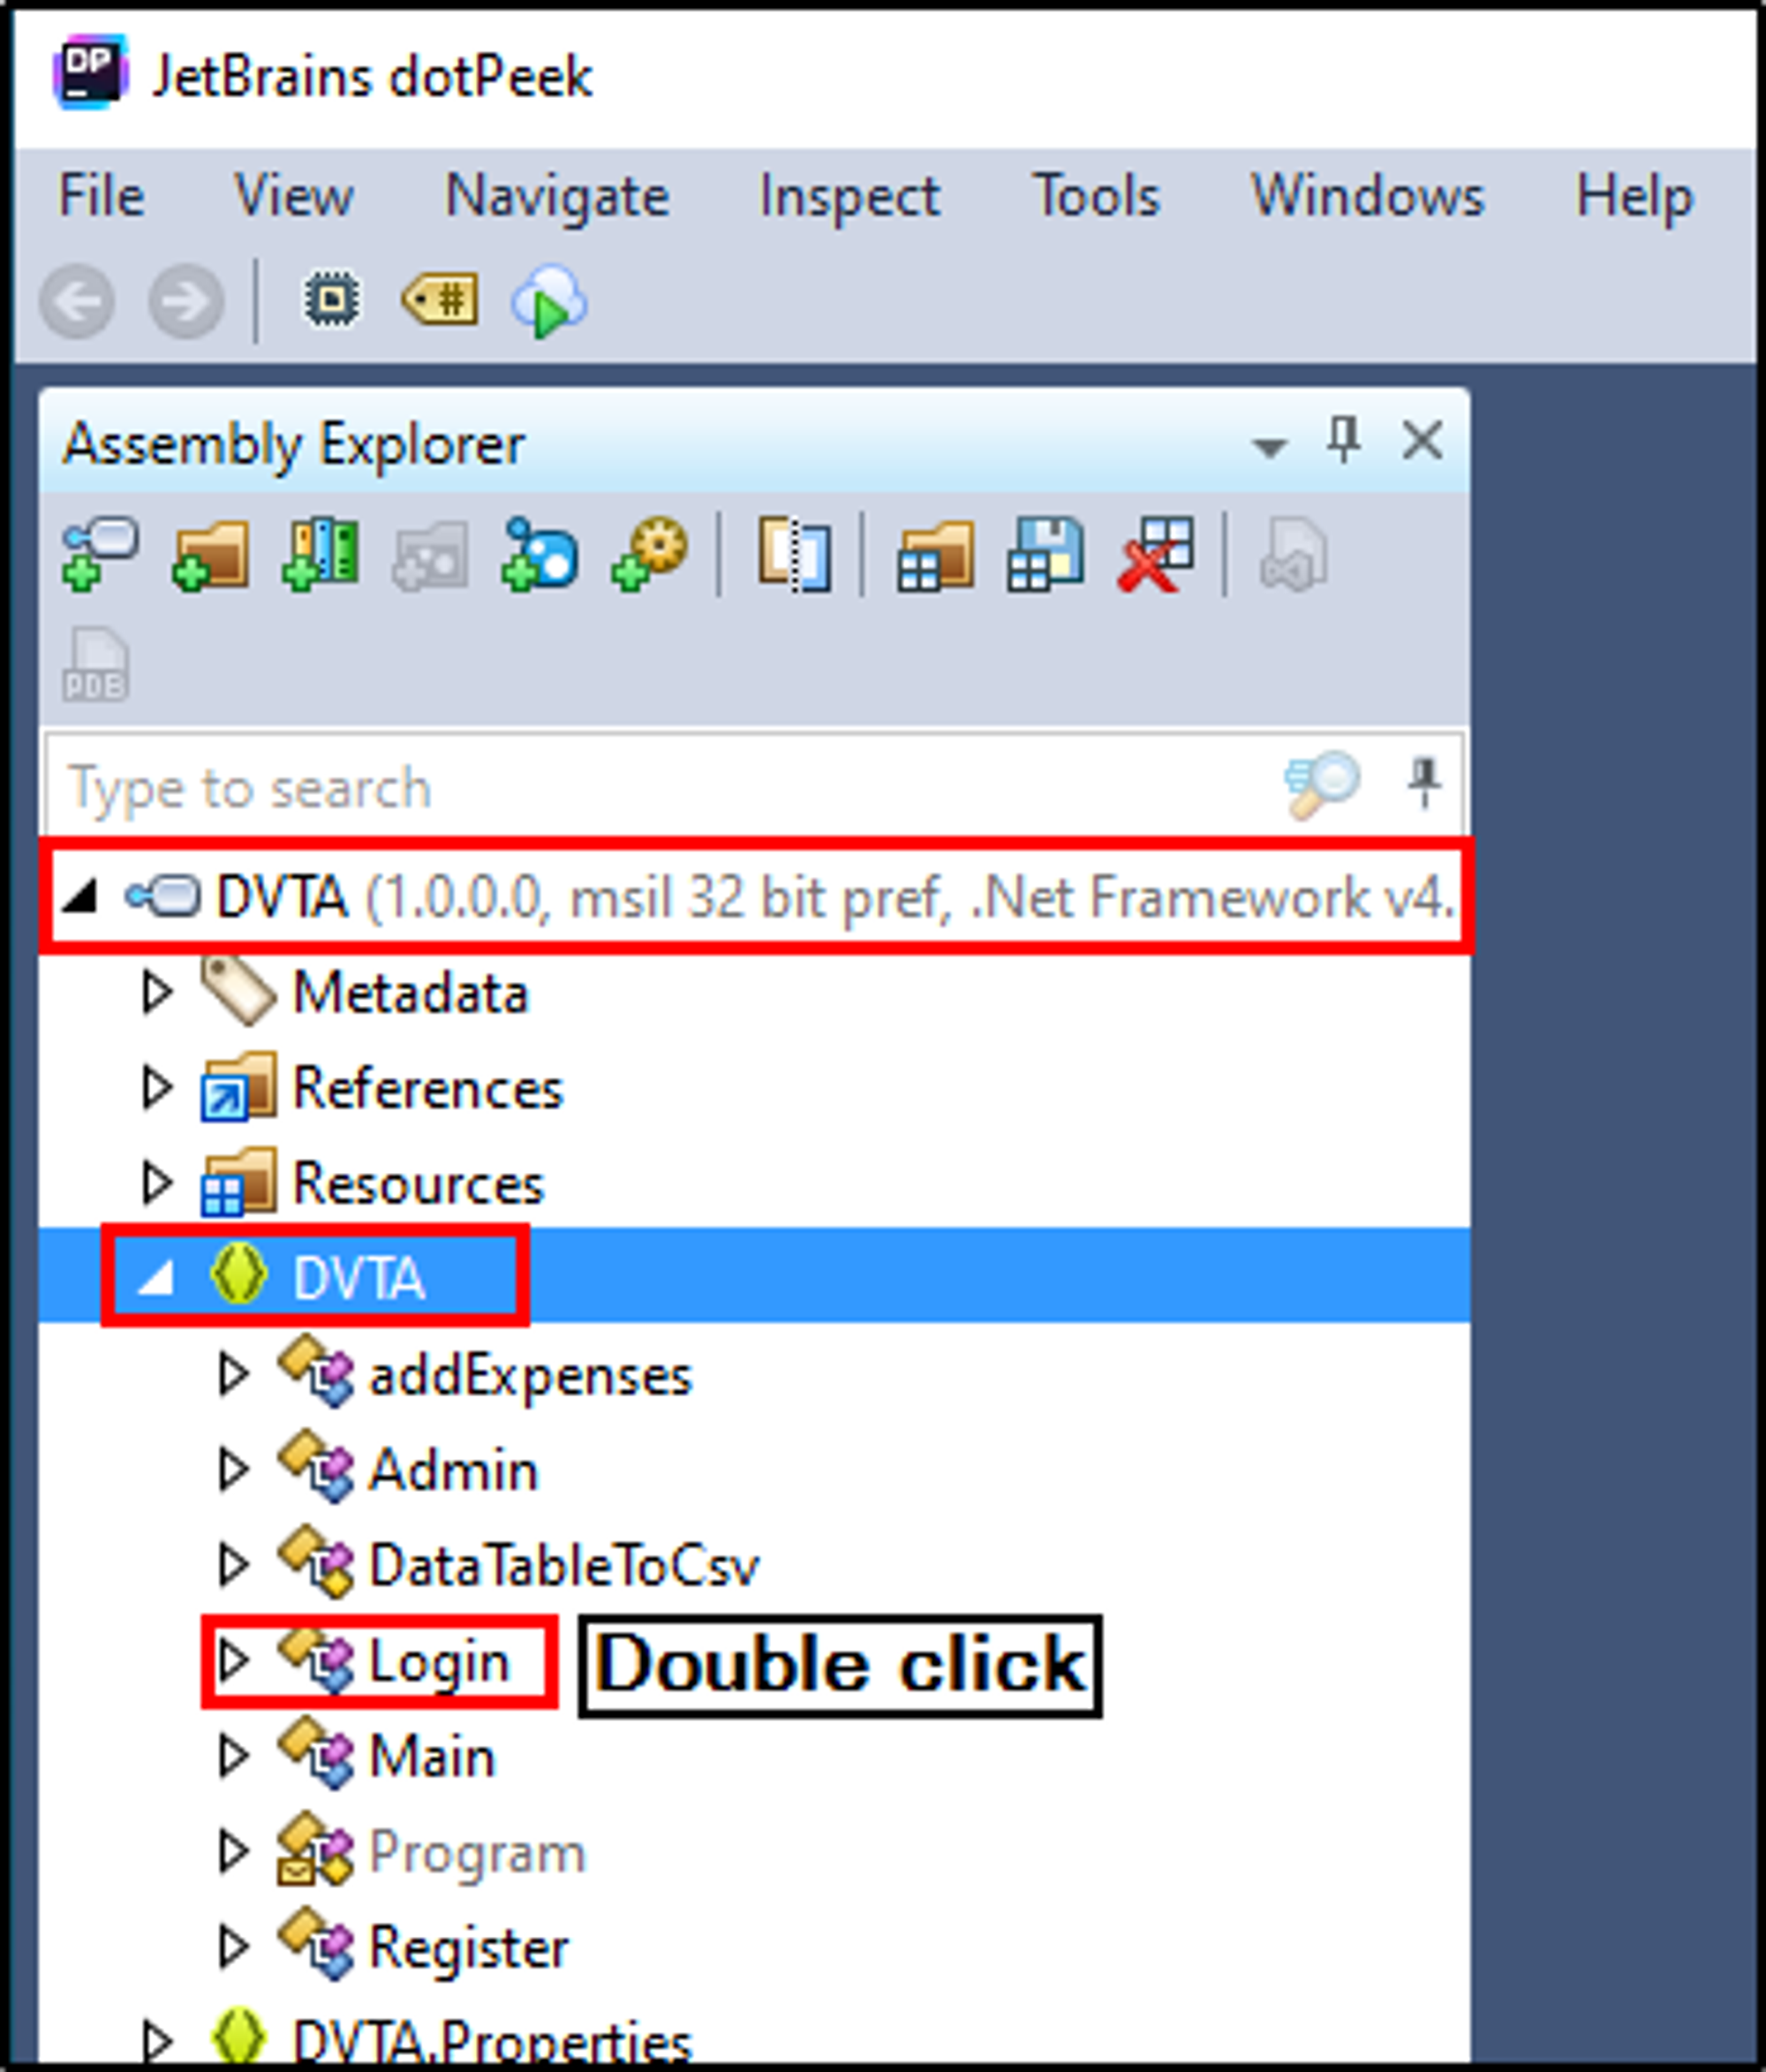 DP
JetBrains dotPeek
File View Navigate Inspect Tools Windows Help
#
Assembly Explorer
PDB
Type to search
DVTA (1.0.0.0, msil 32 bit pref, .Net Framework v4.
Metadata
References
Resources
DVTA
addExpenses
Admin
DataTableToCsv
Login Double click
Main
Program
Register
DVTA.Properties